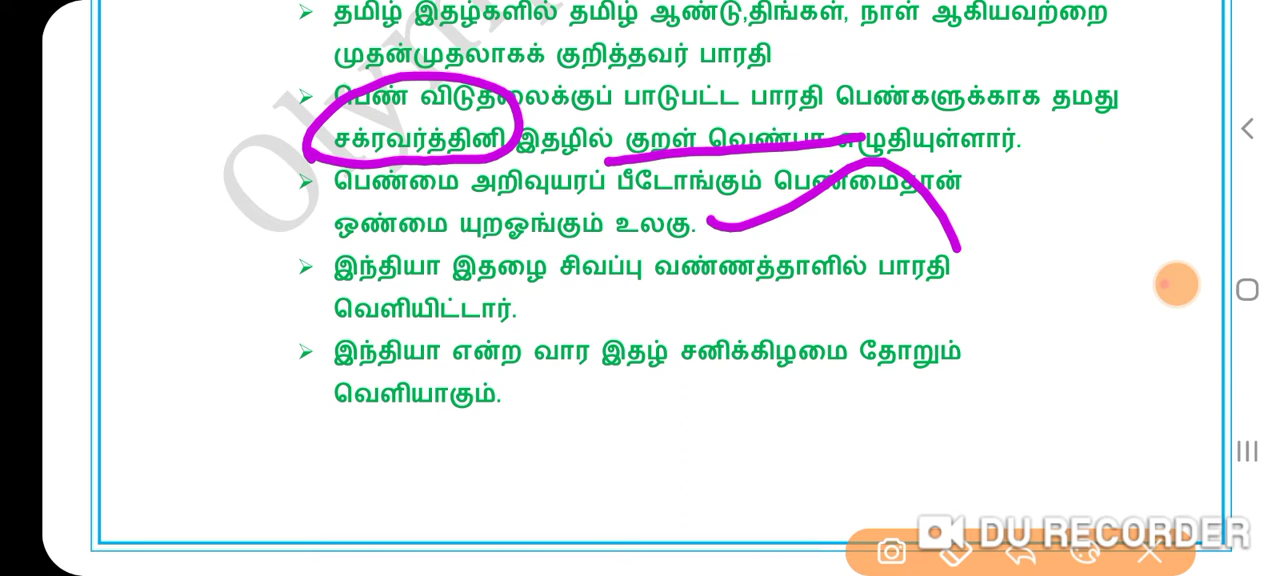 தமிழ் இதழ்களில் தமிழ் ஆண்டு,திங்கள், நாள் ஆகியவற்றை
முதன்முதலாகக் குறித்தவர் பாரதி
பெண் விடுதலைக்குப் பாடுபட்ட பாரதி பெண்களுக்காக தமது
சக்ரவர்த்தினி இதழில் குறள் வெண்பா எழுதியுள்ளார்.
பெண்மை அறிவுயரப் பீடோங்கும் பெண்மைதான்
ஒண்மை யுறஓங்கும் உலகு.
இந்தியா இதழை சிவப்பு வண்ணத்தாளில் பாரதி
வெளியிட்டார்.
இந்தியா என்ற வார இதழ் சனிக்கிழமை தோறும்
வெளியாகும்.
DU RECORDER